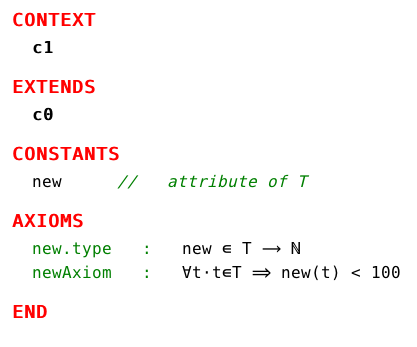 CONTEXT
c1
EXTENDS
c0
CONSTANTS
new // attribute of T
AXIOMS
new.type : new ∈ T → ℕ
newAxiom : ∀t·t∈T ⇒ new(t) < 100
END